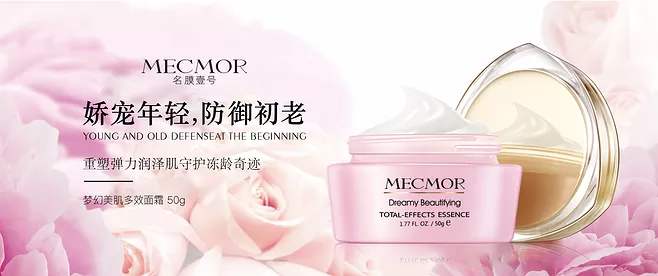 MECMOR
名膜壹号
娇宠年轻,防御初老
YOUNG AND OLD DEFENSEAT THE BEGINNING
重塑弹力润泽肌守护冻龄奇迹
梦幻美肌多效面霜 50g
MECMOR
Dreamy Beautifying
TOTAL-EFFECTS ESSENCE
1.77 FL. OZ. / 50g e